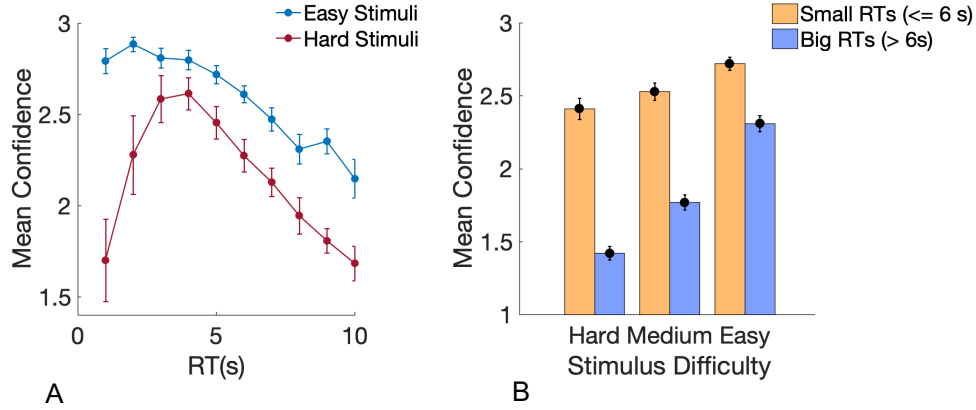 Easy Stimuli
Hard Stimuli
3
2.5
2
1.5
Mean Confidence
0
5
10
RT(s)
A
Small RTs (<= 6 s)
Big RTs (> 6s)
3
2.5
2
1.5
1
Mean Confidence
Hard Medium Easy
Stimulus Difficulty
B